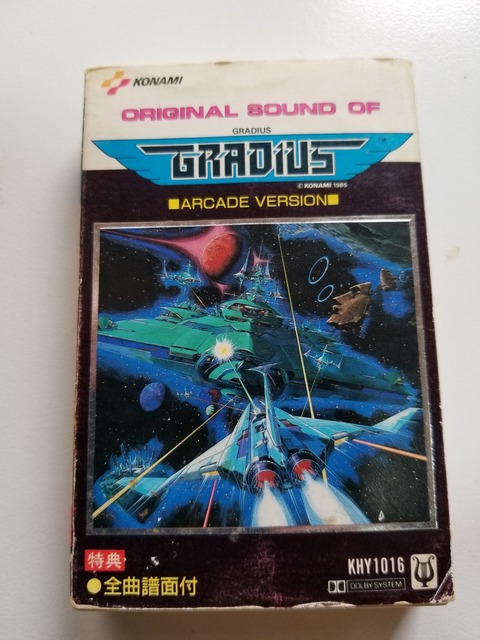 KONAMI
ORIGINAL SOUND OF
GRADIUS
GRADIUS
© KONAMI 1985
■ARCADE VERSION■
特典
●全曲譜面付
KHY1016
DOLBY SYSTEM